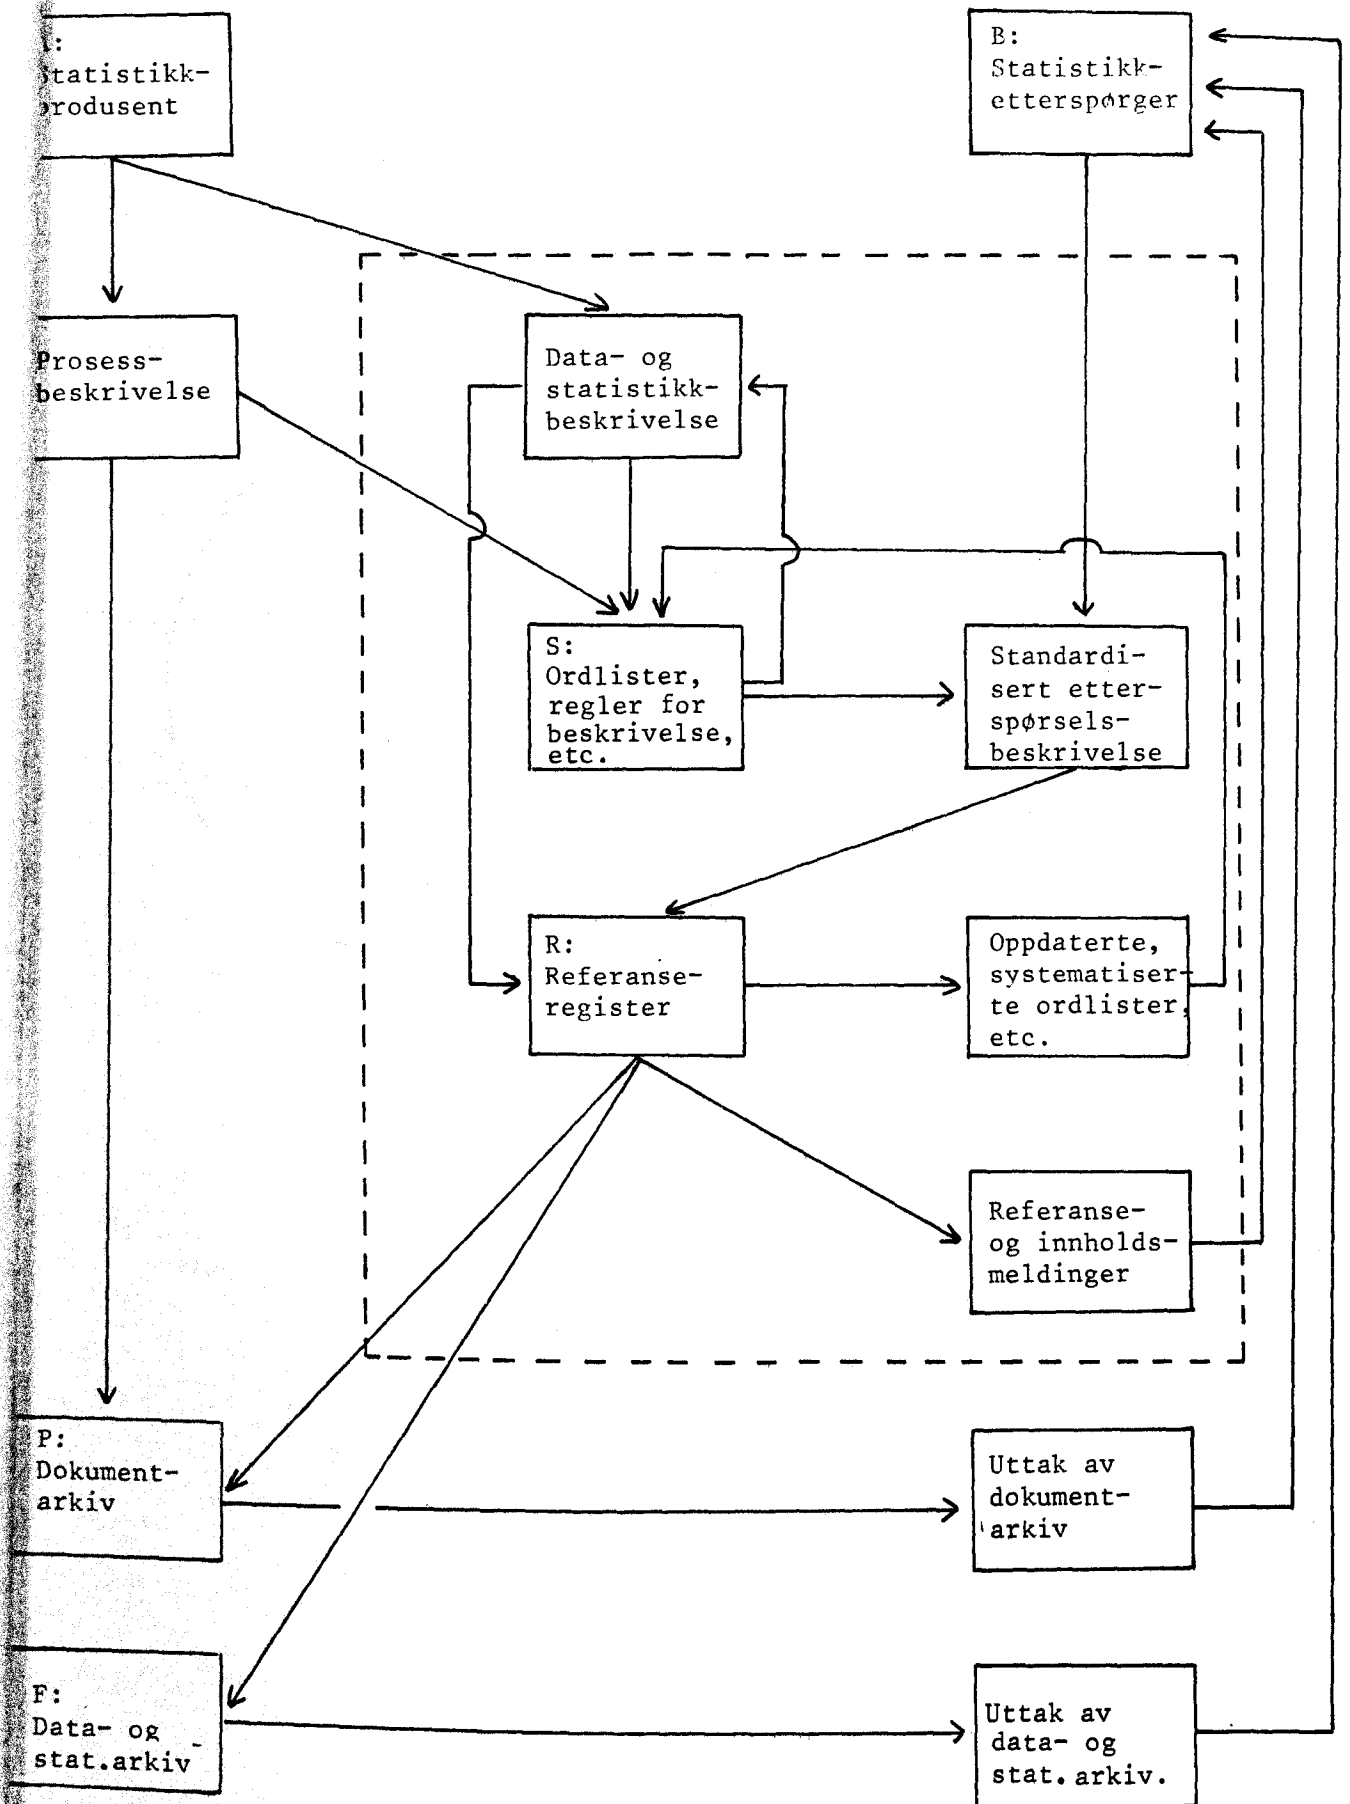 Statistikk-
produsent
B:
Statistikk-
etterspørger
Prosess-
beskrivelse
Data- og
statistikk-
beskrivelse
S:
Ordlister,
regler for
beskrivelse,
etc.
Standardi-
sert etter-
spørsels-
beskrivelse
R:
Referanse-
register
Oppdaterte,
systematiser-
te ordlister,
etc.
Referanse-
og innholds-
meldinger
P:
Dokument-
arkiv
Uttak av
dokument-
arkiv
F:
Data- og
stat.arkiv
Uttak av
data- og
stat.arkiv.